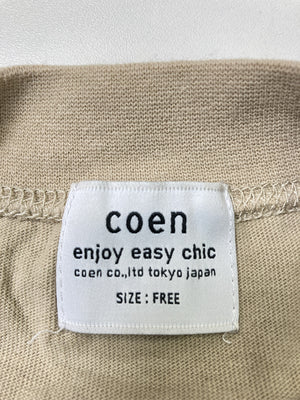 coen
enjoy easy chic
coen co.,ltd tokyo japan
SIZE : FREE